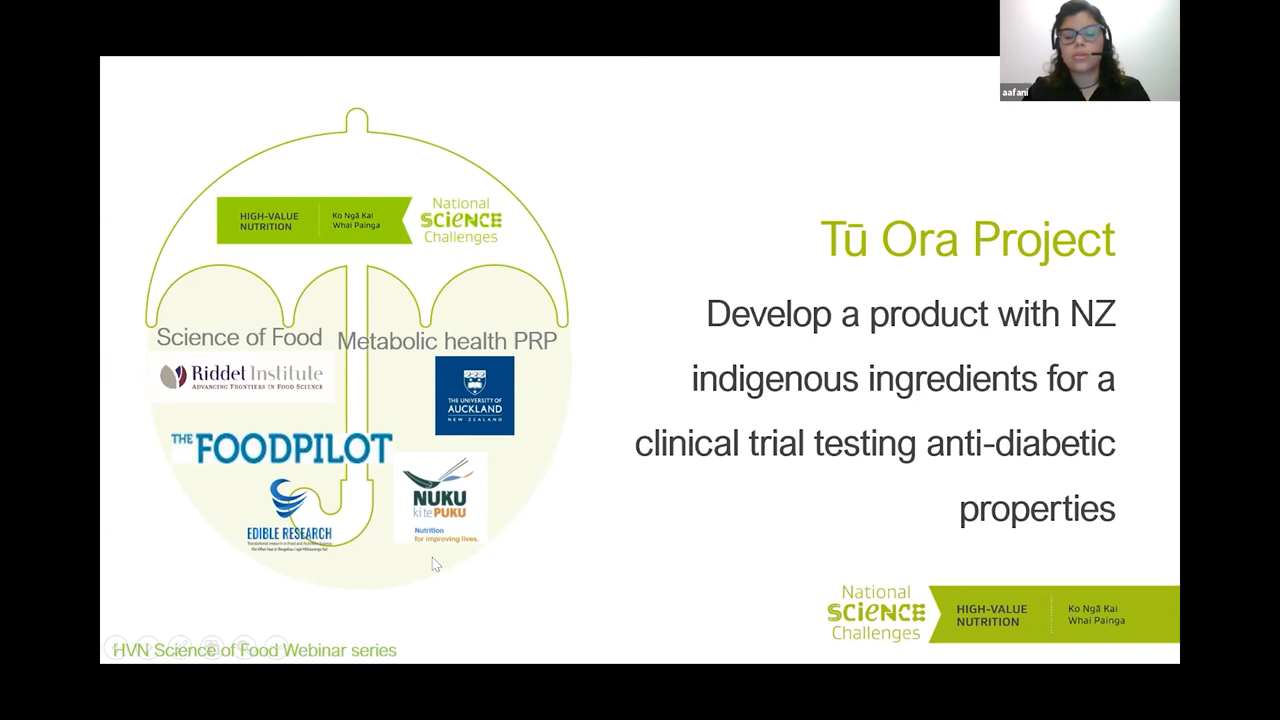 aafani
HIGH-VALUE
NUTRITION
Ko Ngā Kai
Whai Painga
National
SCiENCE
Challenges
Science of Food
Metabolic health PRP
Riddet Institute
ADVANCING FRONTIERS IN FOOD SCIENCE
THE UNIVERSITY OF
AUCKLAND
NEW ZEALAND
THE FOODPILOT
NUKU
ki te PUKU
Nutrition
for improving lives.
EDIBLE RESEARCH
Tū Ora Project
Develop a product with NZ
indigenous ingredients for a
clinical trial testing anti-diabetic
properties
National
SCiENCE
Challenges
HIGH-VALUE
NUTRITION
Ko Ngā Kai
Whai Painga
HVN Science of Food Webinar series